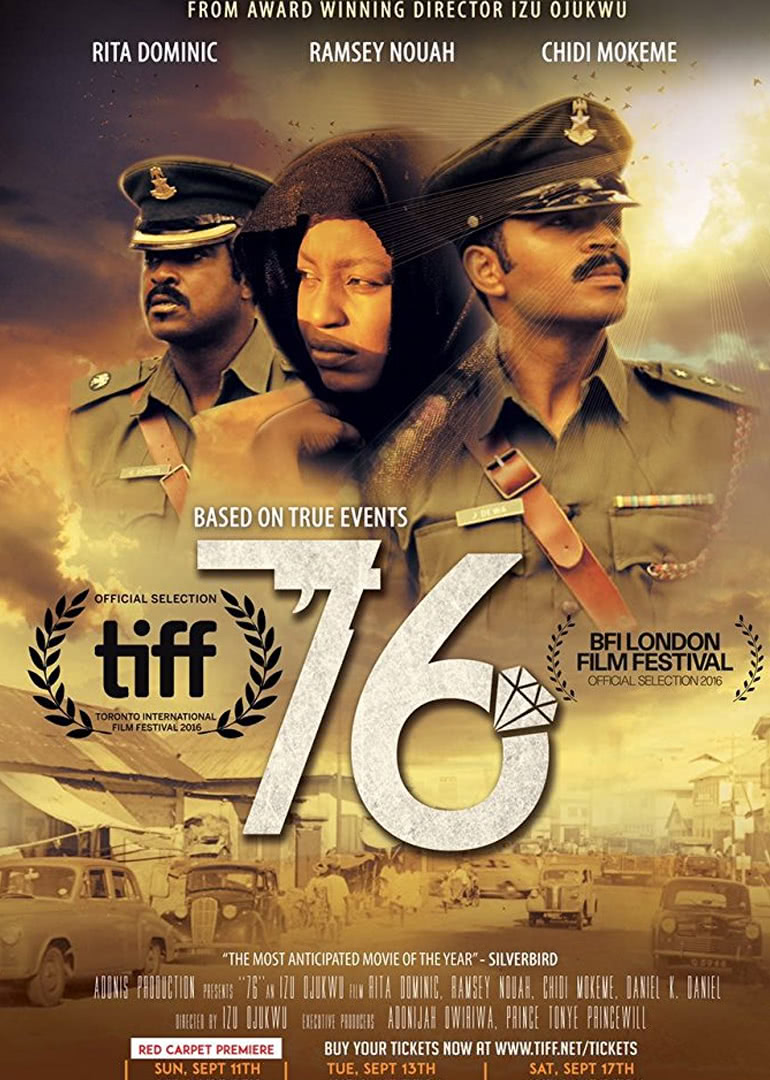 FROM AWARD WINNING DIRECTOR IZU OJUKWU
RITA DOMINIC RAMSEY NOUAH CHIDI MOKEME
J. DEWA
BASED ON TRUE EVENTS
'76
OFFICIAL SELECTION
tiff
TORONTO INTERNATIONAL
FILM FESTIVAL 2016
BFI LONDON
FILM FESTIVAL
OFFICIAL SELECTION 2016
"THE MOST ANTICIPATED MOVIE OF THE YEAR" - SILVERBIRD
ADONIS PRODUCTION PRESENTS "76" AN IZU OJUKWU FILM RITA DOMINIC, RAMSEY NOUAH, CHIDI MOKEME, DANIEL K. DANIEL
DIRECTED BY IZU OJUKWU EXECUTIVE PRODUCERS ADONIJAH OWIRIWA, PRINCE TONYE PRINCEWILL
RED CARPET PREMIERE BUY YOUR TICKETS NOW AT WWW.TIFF.NET/TICKETS
SUN, SEPT 11TH TUE, SEPT 13TH SAT, SEPT 17TH